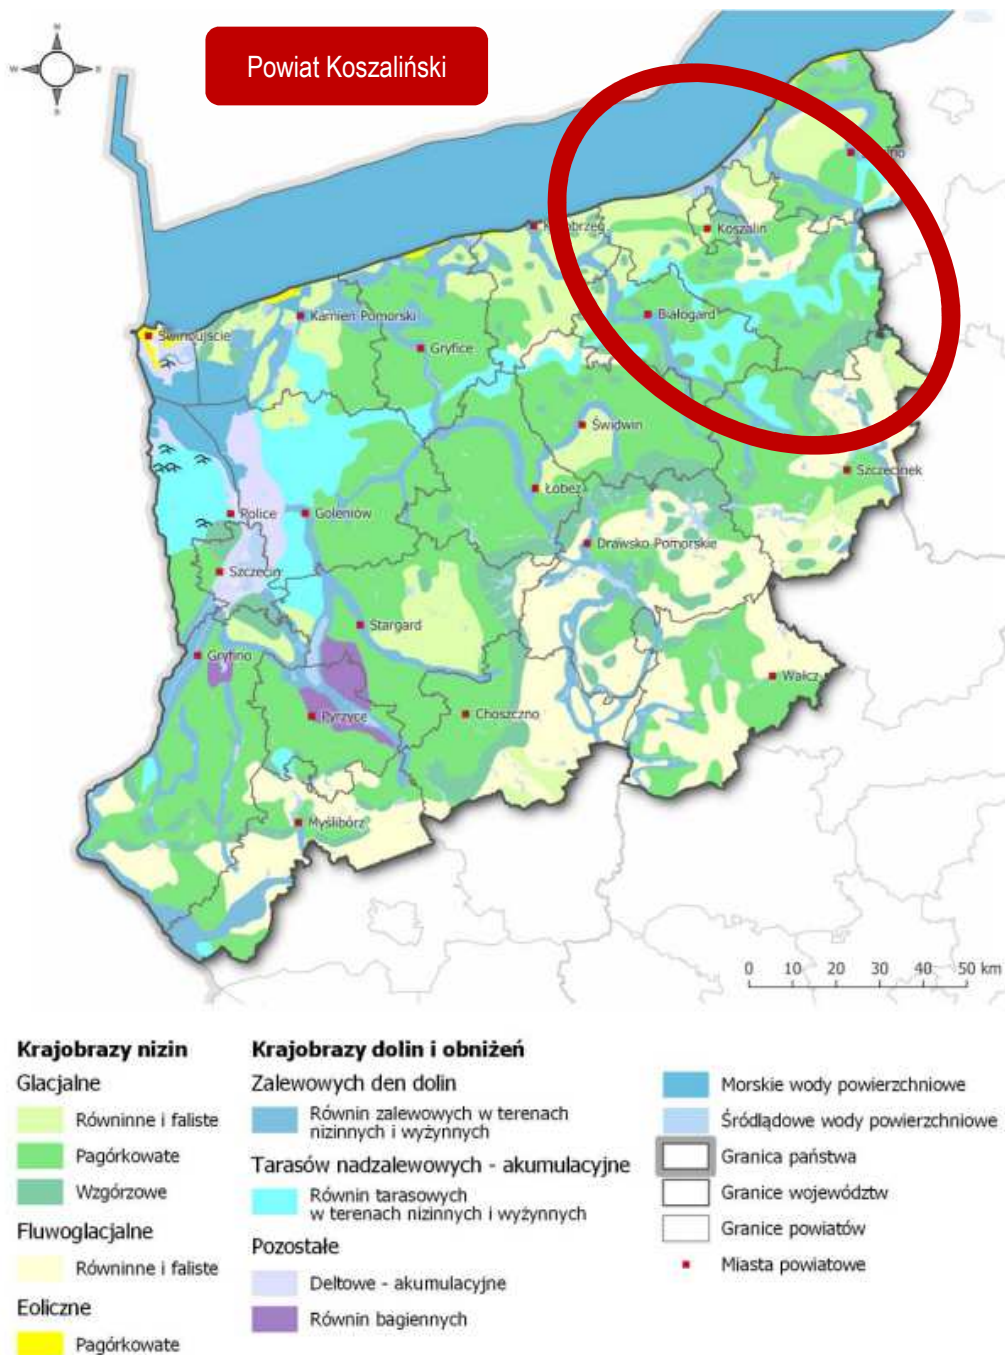 Powiat Koszaliński
N
W
E
S
Koszalin
Świnoujście
Kamień Pomorski
Białogard
Gryfice
Świdwin
Szczecinek
Łobez
Police
Goleniów
Drawsko Pomorskie
Szczecin
Stargard
Gryfino
Wałcz
Pyrzyce
Choszczno
Myślibórz
0 10 20 30 40 50 km
Krajobrazy nizin
Glacjalne
Równinne i faliste
Pagórkowate
Wzgórzowe
Fluwoglacjalne
Równinne i faliste
Eoliczne
Pagórkowate
Krajobrazy dolin i obniżeń
Zalewowych den dolin
Równin zalewowych w terenach
nizinnych i wyżynnych
Tarasów nadzalewowych - akumulacyjne
Równin tarasowych
w terenach nizinnych i wyżynnych
Pozostałe
Deltowe - akumulacyjne
Równin bagiennych
Morskie wody powierzchniowe
Śródlądowe wody powierzchniowe
Granica państwa
Granice województw
Granice powiatów
Miasta powiatowe